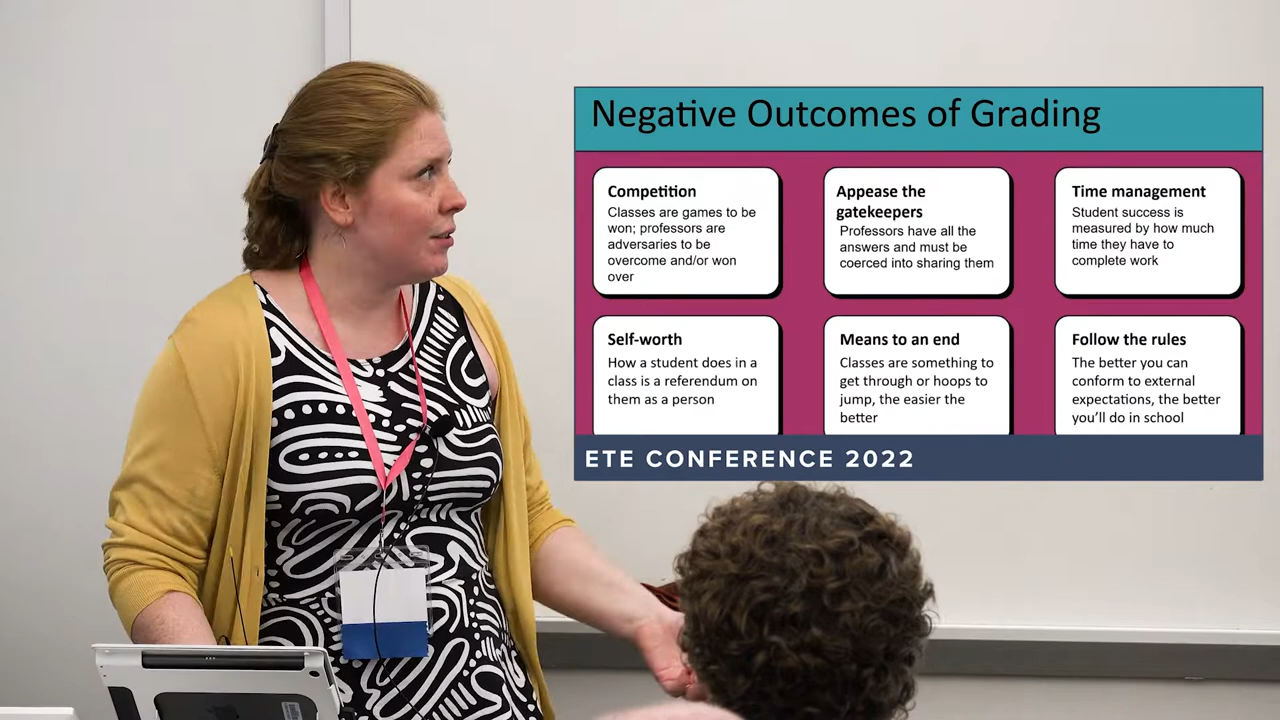 Negative Outcomes of Grading
Competition
Classes are games to be
won; professors are
adversaries to be
overcome and/or won
over
Appease the
gatekeepers
Professors have all the
answers and must be
coerced into sharing them
Time management
Student success is
measured by how much
time they have to
complete work
Self-worth
How a student does in a
class is a referendum on
them as a person
Means to an end
Classes are something to
get through or hoops to
jump, the easier the
better
Follow the rules
The better you can
conform to external
expectations, the better
you'll do in school
ETE CONFERENCE 2022